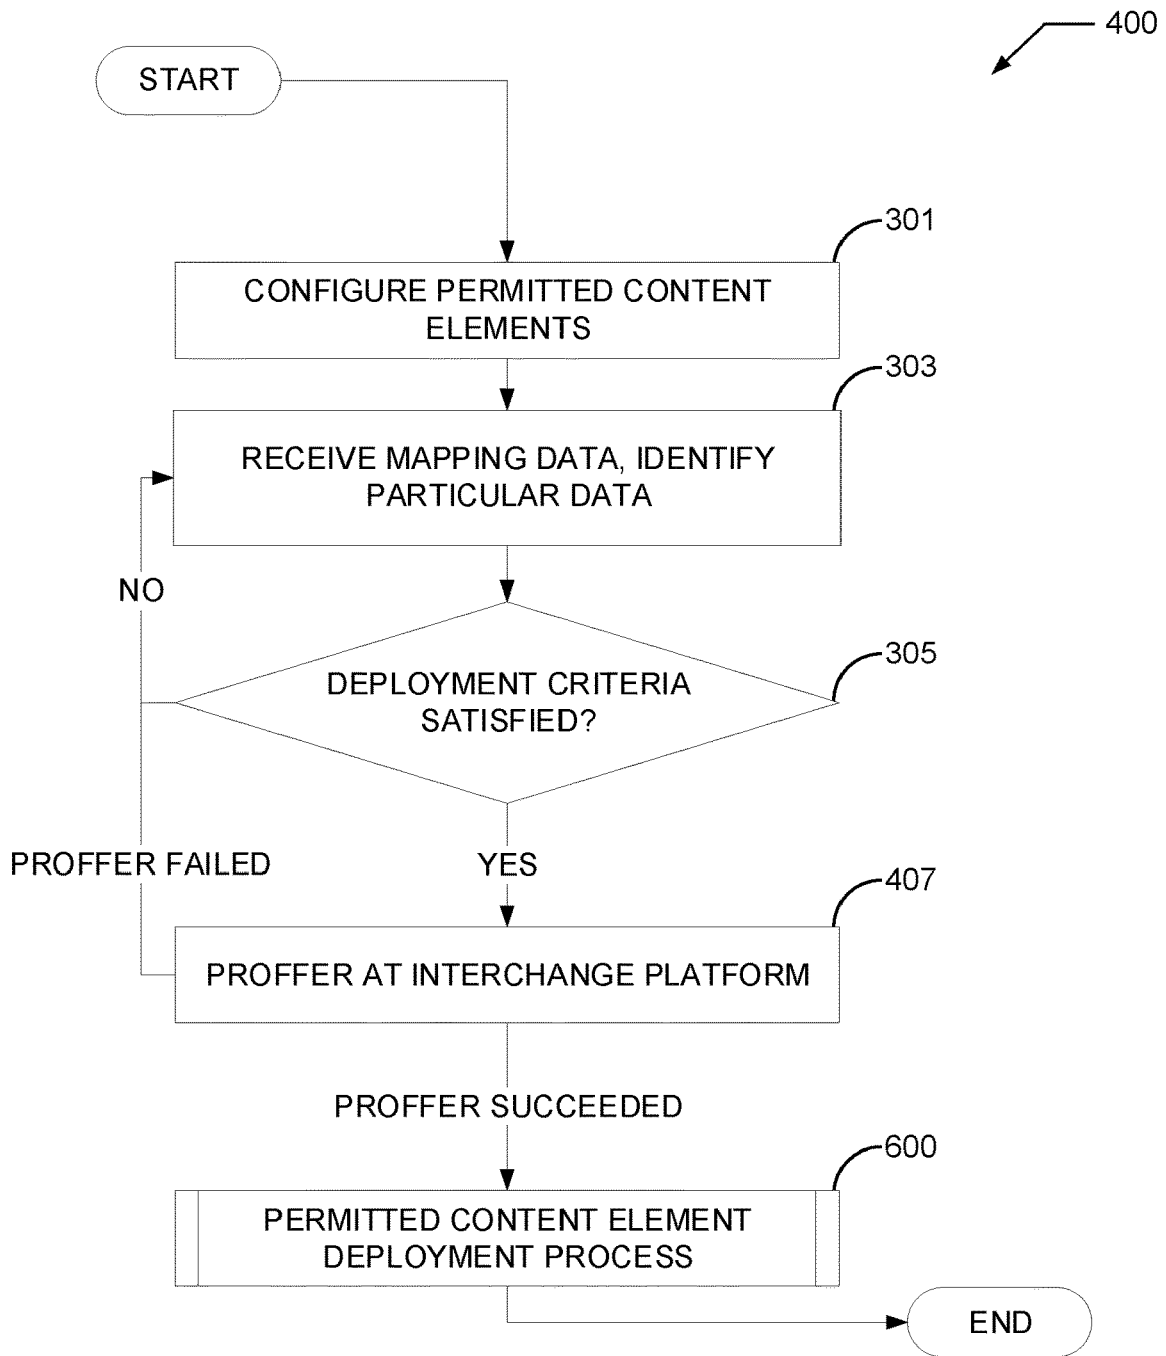 400
START
301
CONFIGURE PERMITTED CONTENT
ELEMENTS
303
RECEIVE MAPPING DATA, IDENTIFY
PARTICULAR DATA
NO
305
DEPLOYMENT CRITERIA
SATISFIED?
PROFFER FAILED
YES
407
PROFFER AT INTERCHANGE PLATFORM
PROFFER SUCCEEDED
600
PERMITTED CONTENT ELEMENT
DEPLOYMENT PROCESS
END